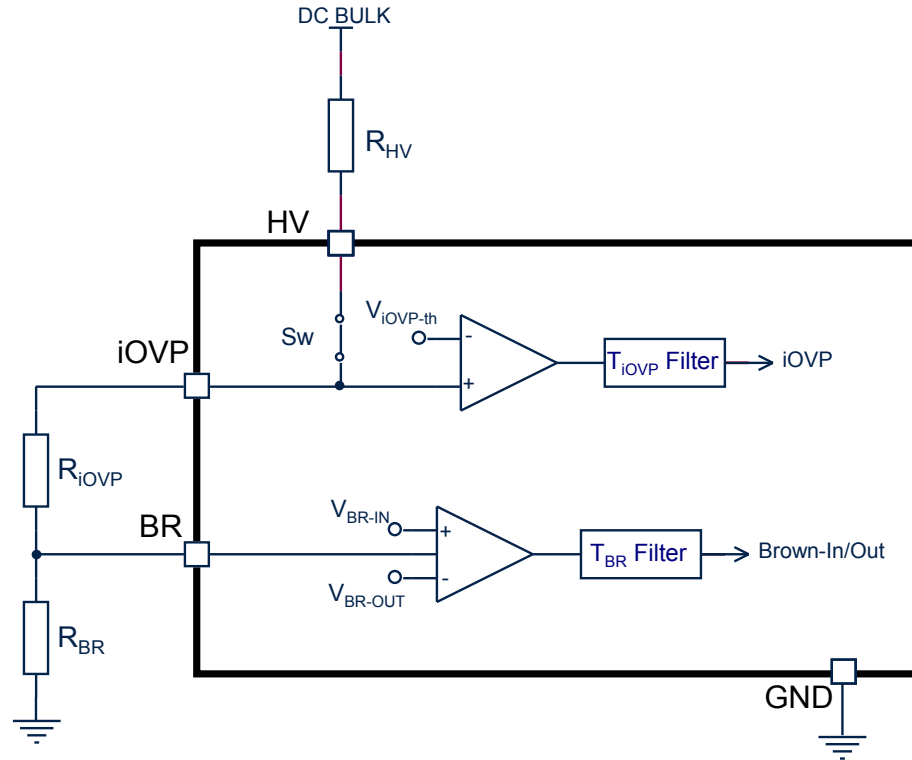 DC BULK
RHV
HV
Sw
ViOVP-th
-
+
TiOVP Filter
iOVP
iOVP
RiOVP
BR
VBR-IN
+
-
VBR-OUT
TBR Filter
Brown-In/Out
RBR
GND